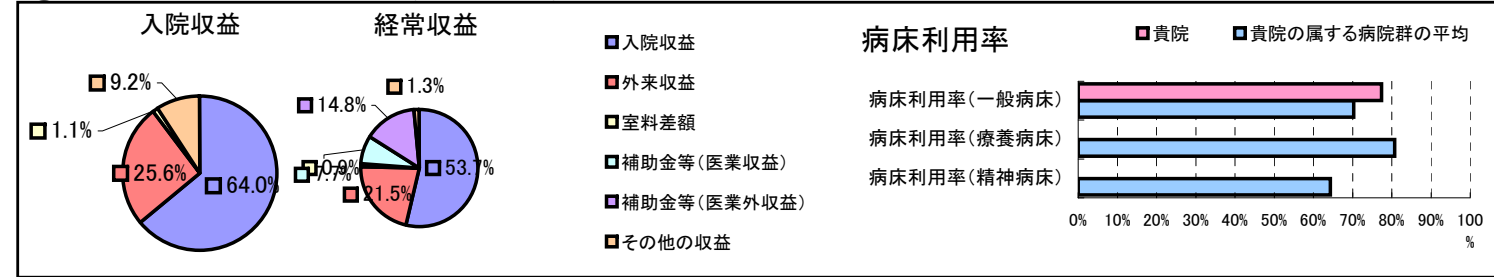 入院収益
9.2%
1.1%
25.6%
64.0%
経常収益
1.3%
14.8%
0.9%
7.7%
53.7%
21.5%
入院収益
外来収益
室料差額
補助金等(医業収益)
補助金等(医業外収益)
その他の収益
病床利用率
貴院
貴院の属する病院群の平均
病床利用率(一般病床)
病床利用率(療養病床)
病床利用率(精神病床)
0% 10% 20% 30% 40% 50% 60% 70% 80% 90% 100
%